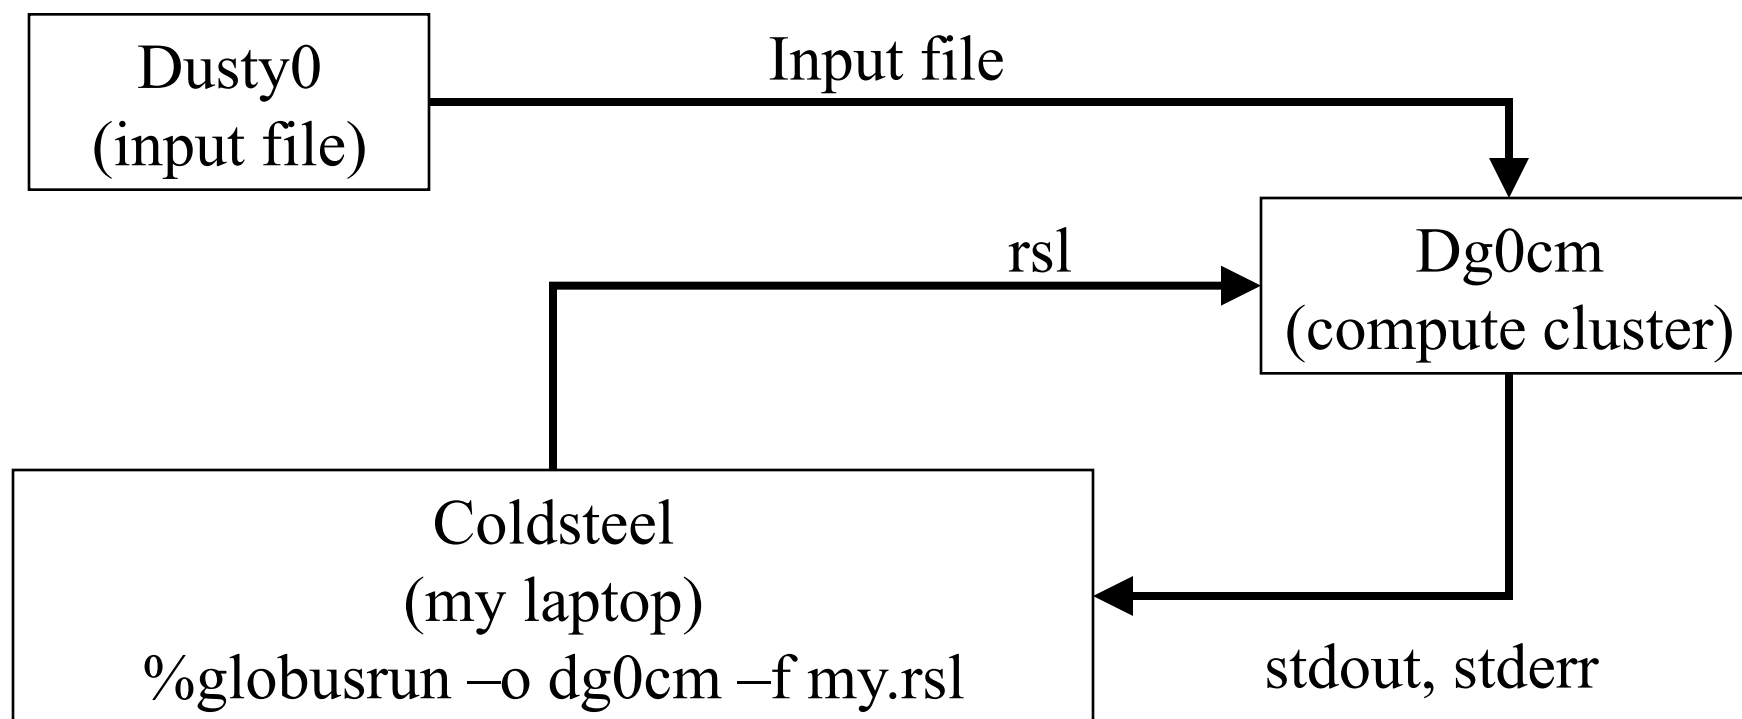 Dusty0
(input file)
Input file
rsl
Dg0cm
(compute cluster)
Coldsteel
(my laptop)
%globusrun –o dg0cm –f my.rsl
stdout, stderr